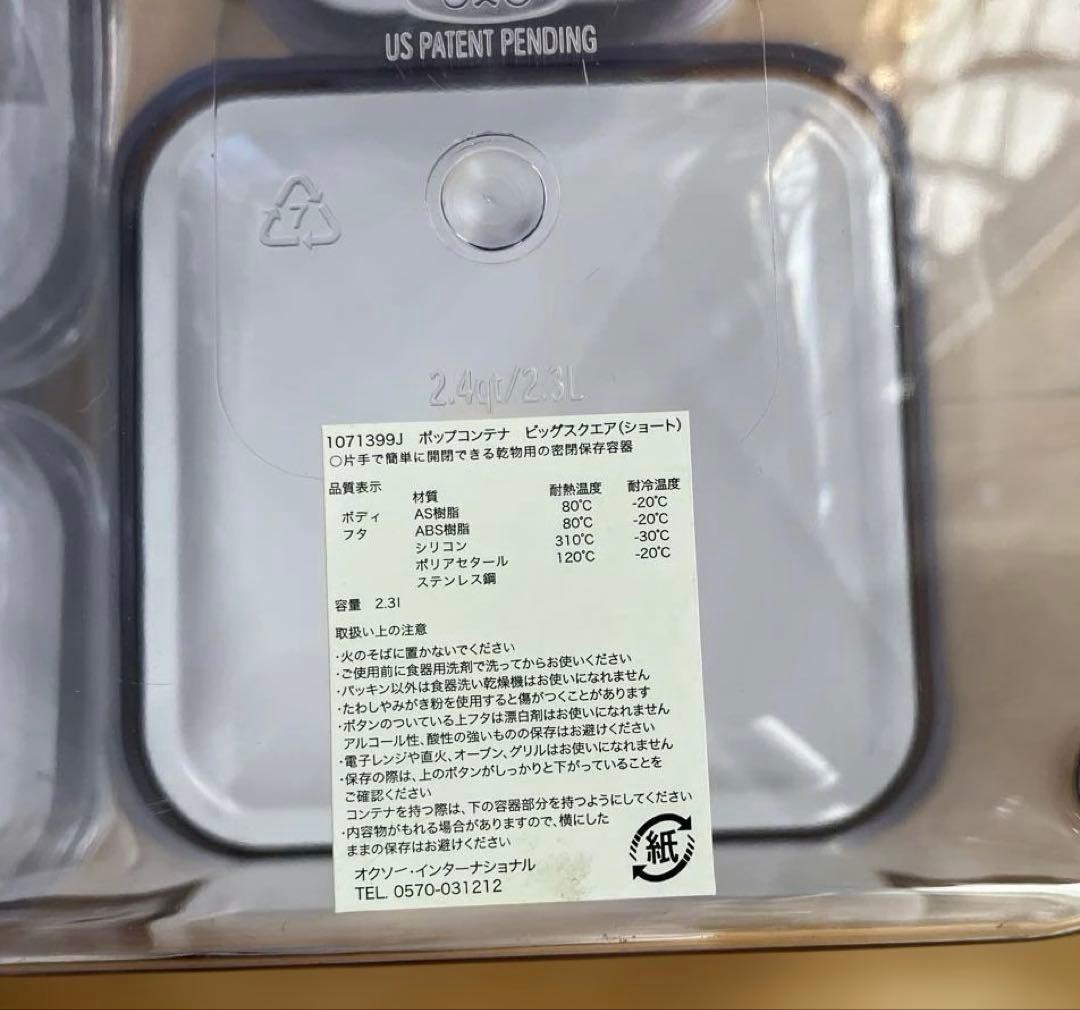 US PATENT PENDING
7
2.4qt/2.3L
1071399J ポップコンテナ ビッグスクエア(ショート)
○片手で簡単に開閉できる乾物用の密閉保存容器
品質表示 材質 耐熱温度 耐冷温度
ボディ AS樹脂 80℃ -20℃
フタ ABS樹脂 80℃ -20℃
シリコン 310℃ -30℃
ポリアセタール 120℃ -20℃
ステンレス鋼
容量 2.3l
取扱い上の注意
・火のそばに置かないでください
・ご使用前に食器用洗剤で洗ってからお使いください
・パッキン以外は食器洗い乾燥機はお使いになれません
・たわしやみがき粉を使用すると傷がつくことがあります
・ボタンのついている上フタは漂白剤はお使いになれません
アルコール性、酸性の強いものの保存はお避けください
・電子レンジや直火、オーブン、グリルはお使いになれません
・保存の際は、上のボタンがしっかりと下がっていることを
ご確認ください
コンテナを持つ際は、下の容器部分を持つようにしてください
・内容物がもれる場合がありますので、横にした
ままの保存はお避けください
オクソー・インターナショナル
TEL. 0570-031212
紙